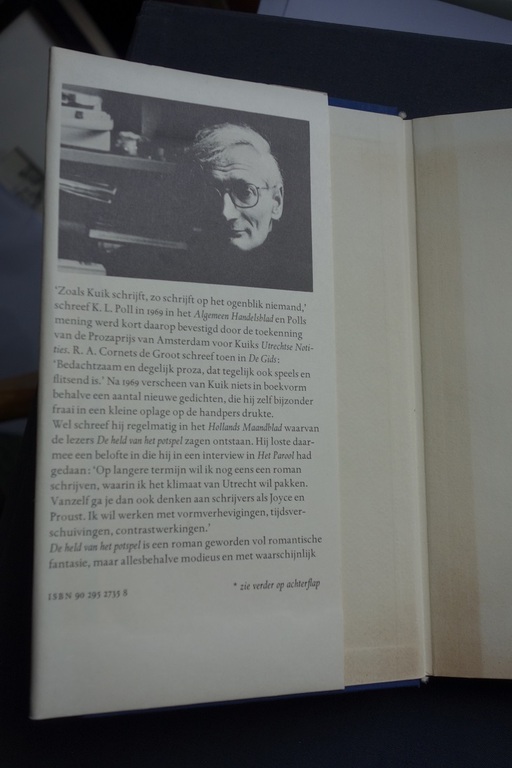 'Zoals Kuik schrijft, zo schrijft op het ogenblik niemand,'
schreef K. L. Poll in 1969 in het Algemeen Handelsblad en Polls
mening werd kort daarop bevestigd door de toekenning
van de Prozaprijs van Amsterdam voor Kuiks Utrechtse Noti-
ties. R. A. Cornets de Groot schreef toen in De Gids:
'Bedachtzaam en degelijk proza, dat tegelijk ook speels en
flitsend is.' Na 1969 verscheen van Kuik niets in boekvorm
behalve een aantal nieuwe gedichten, die hij zelf bijzonder
fraai in een kleine oplage op de handpers drukte.
Wel schreef hij regelmatig in het Hollands Maandblad waarvan
de lezers De held van het potspel zagen ontstaan. Hij loste daar-
mee een belofte in die hij in een interview in Het Parool had
gedaan: 'Op langere termijn wil ik nog eens een roman
schrijven, waarin ik het klimaat van Utrecht wil pakken.
Vanzelf ga je dan ook denken aan schrijvers als Joyce en
Proust. Ik wil werken met vormverhevigingen, tijdsver-
schuivingen, contrastwerkingen.'
De held van het potspel is een roman geworden vol romantische
fantasie, maar allesbehalve modieus en met waarschijnlijk
* zie verder op achterflap
ISBN 90 295 2735 8